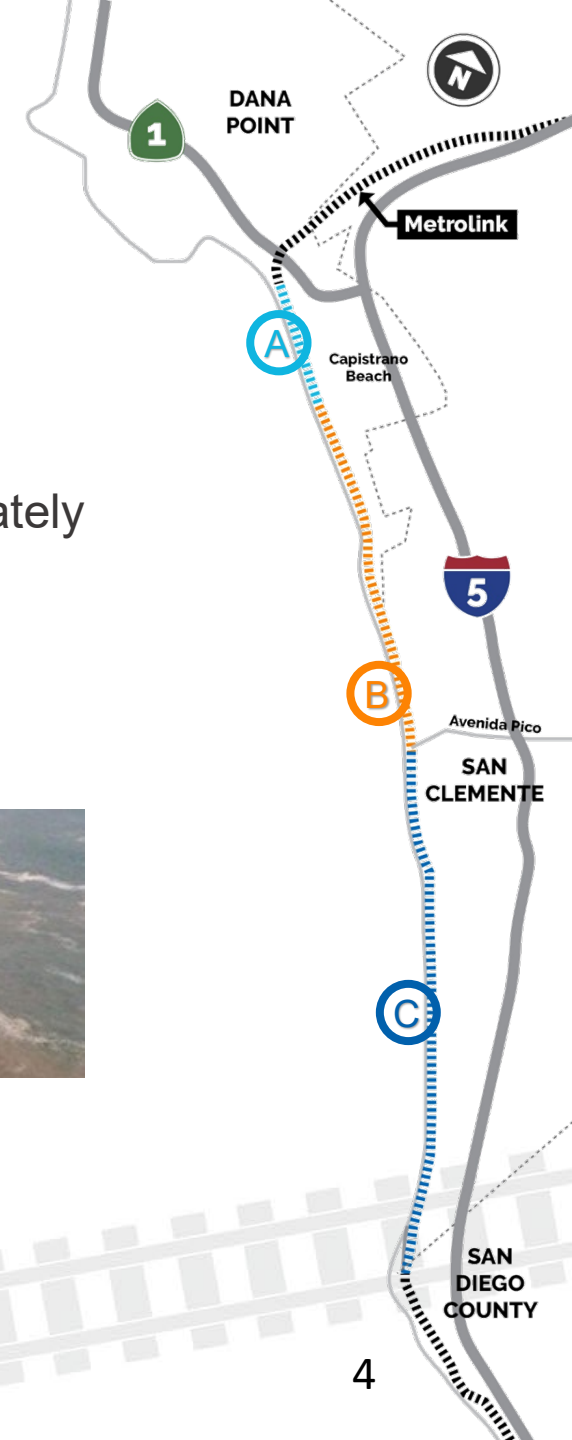 N
DANA
POINT
1
Metrolink
A
Capistrano
Beach
ately
5
B
Avenida Pico
SAN
CLEMENTE
C
SAN
DIEGO
COUNTY
4